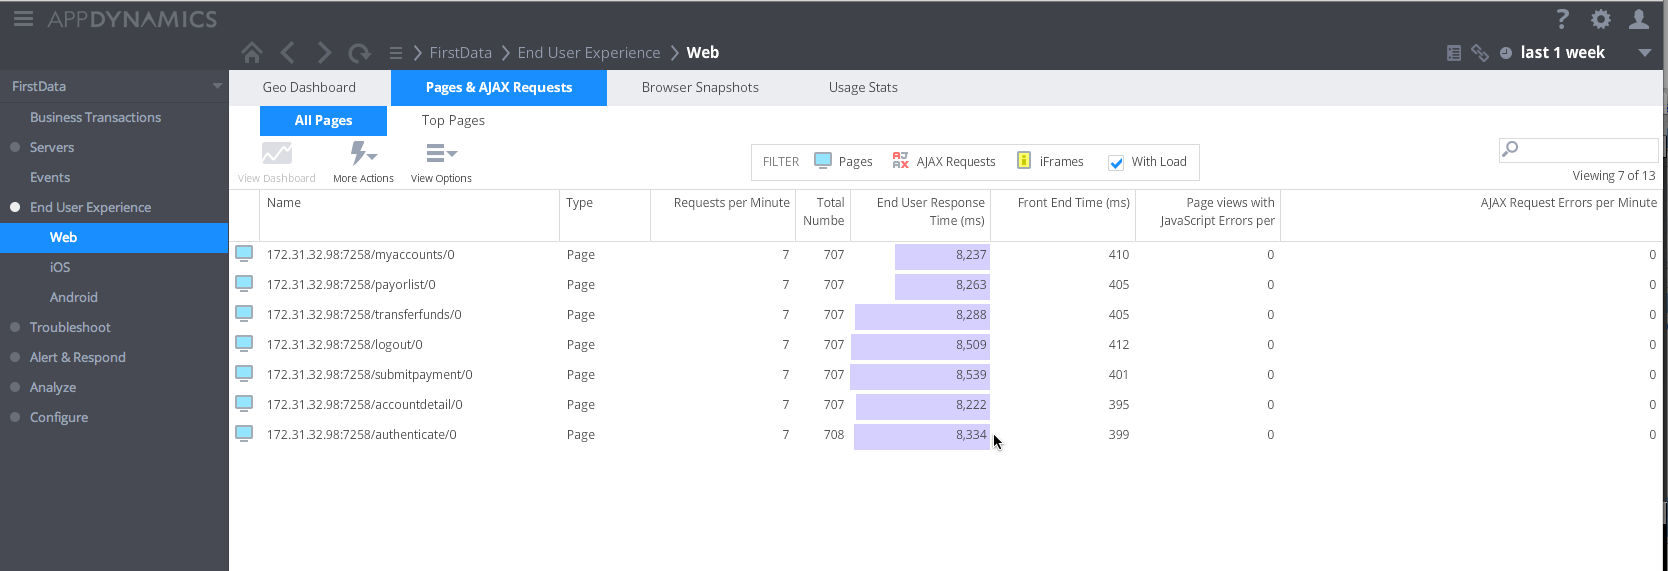 APPDYNAMICS
?
FirstData End User Experience Web
last 1 week
FirstData
Business Transactions
Servers
Events
End User Experience
Web
iOS
Android
Troubleshoot
Alert & Respond
Analyze
Configure
Geo Dashboard Pages & AJAX Requests Browser Snapshots Usage Stats
All Pages Top Pages
View Dashboard More Actions View Options
FILTER Pages AJAX Requests iFrames With Load
Viewing 7 of 13
Name Type Requests per Minute Total Numbe End User Response Time (ms) Front End Time (ms) Page views with JavaScript Errors per AJAX Request Errors per Minute
172.31.32.98:7258/myaccounts/0 Page 7 707 8,237 410 0 0
172.31.32.98:7258/payorlist/0 Page 7 707 8,263 405 0 0
172.31.32.98:7258/transferfunds/0 Page 7 707 8,288 405 0 0
172.31.32.98:7258/logout/0 Page 7 707 8,509 412 0 0
172.31.32.98:7258/submitpayment/0 Page 7 707 8,539 401 0 0
172.31.32.98:7258/accountdetail/0 Page 7 707 8,222 395 0 0
172.31.32.98:7258/authenticate/0 Page 7 708 8,334 399 0 0